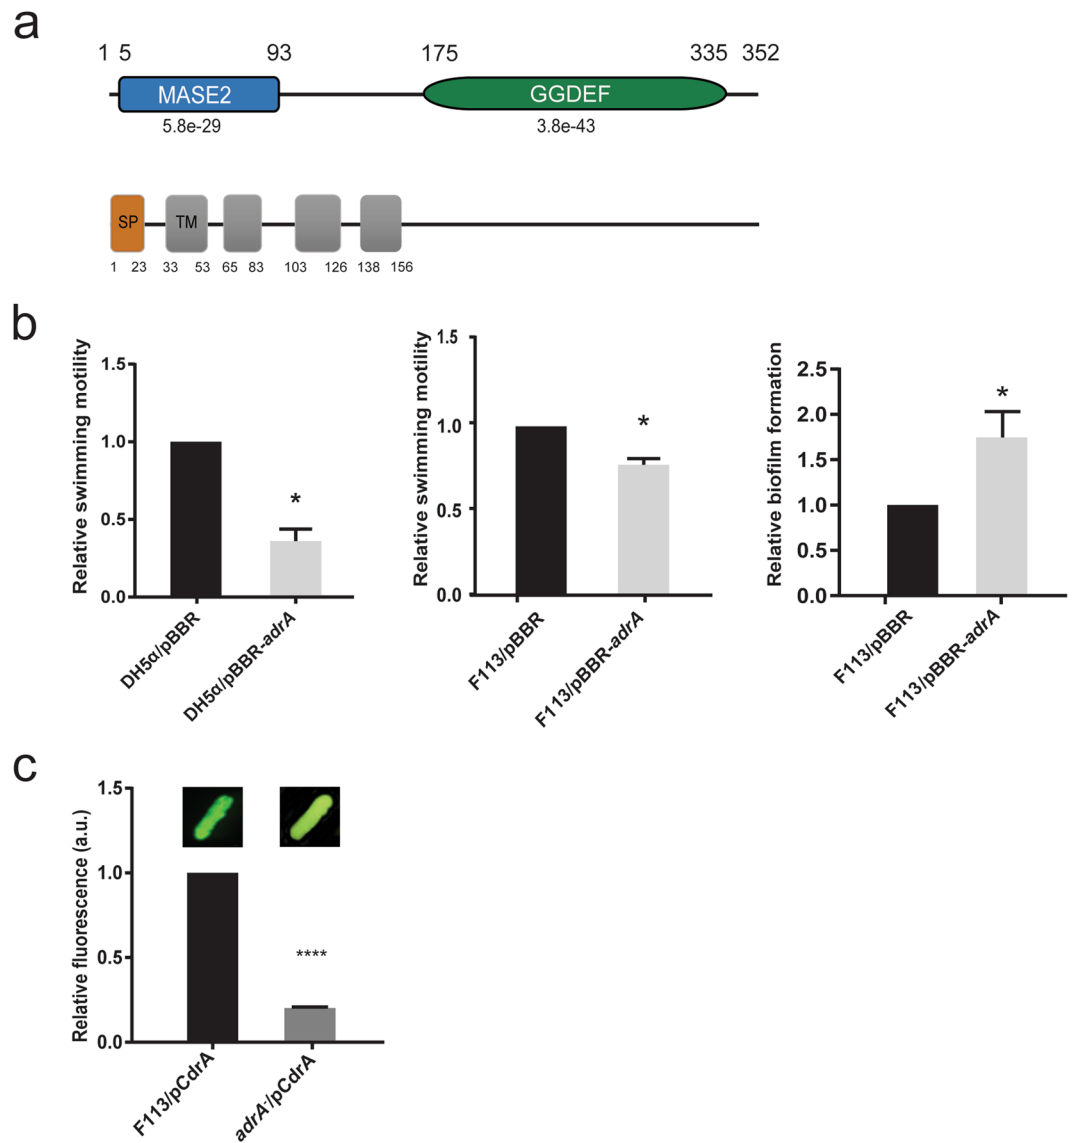 a
1 5 93 175 335 352
MASE2 GGDEF
5.8e-29 3.8e-43
SP TM
1 23 33 53 65 83 103 126 138 156
b
Relative swimming motility
1.5
1.0
0.5
0.0
DH5α/pBBR
DH5α/pBBR-adrA
*
Relative swimming motility
1.5
1.0
0.5
0.0
F113/pBBR
F113/pBBR-adrA
*
Relative biofilm formation
2.5
2.0
1.5
1.0
0.5
0.0
F113/pBBR
F113/pBBR-adrA
*
c
Relative fluorescence (a.u.)
1.5
1.0
0.5
0.0
F113/pCdrA
adrA-/pCdrA
****